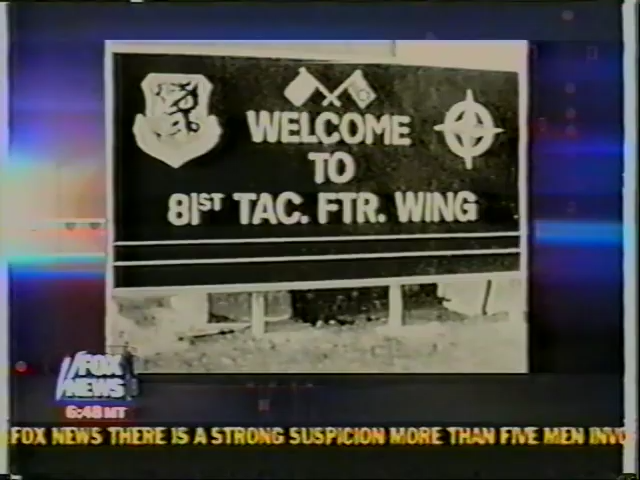 WELCOME
TO
81ST TAC. FTR. WING
FOX
NEWS
6:48 MT
FOX NEWS THERE IS A STRONG SUSPICION MORE THAN FIVE MEN INVO